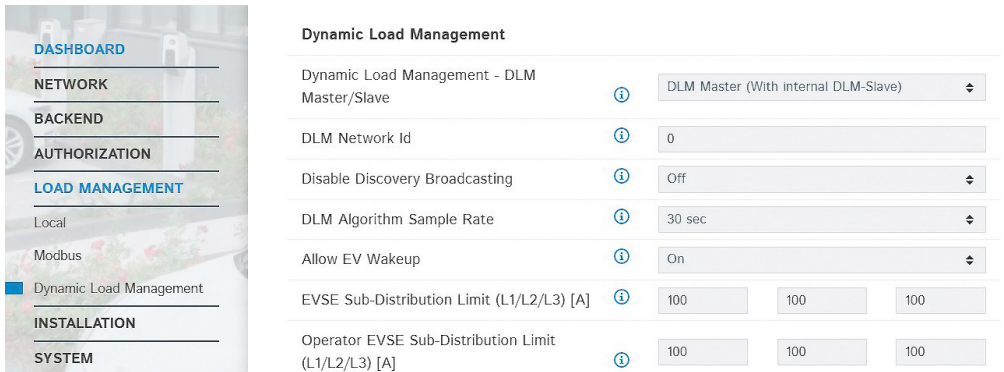 DASHBOARD
NETWORK
BACKEND
AUTHORIZATION
LOAD MANAGEMENT
Local
Modbus
Dynamic Load Management
INSTALLATION
SYSTEM
Dynamic Load Management
Dynamic Load Management - DLM
Master/Slave
DLM Master (With internal DLM-Slave)
DLM Network Id
0
Disable Discovery Broadcasting
Off
DLM Algorithm Sample Rate
30 sec
Allow EV Wakeup
On
EVSE Sub-Distribution Limit (L1/L2/L3) [A]
100 100 100
Operator EVSE Sub-Distribution Limit
(L1/L2/L3) [A]
100 100 100